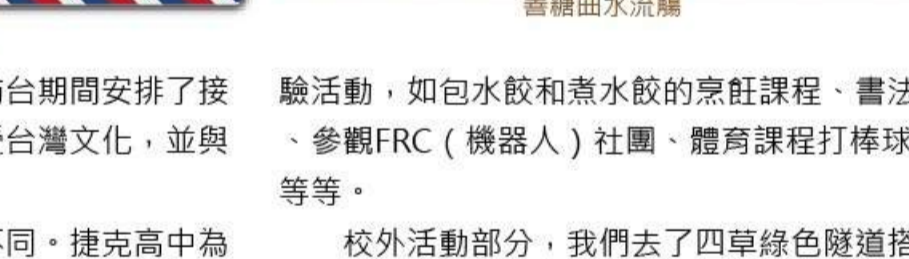 善糖曲水流觴
台期間安排了接
台灣文化，並與
不同。捷克高中為
驗活動，如包水餃和煮水餃的烹飪課程、書法
、參觀FRC（機器人）社團、體育課程打棒球
等等。
校外活動部分，我們去了四草綠色隧道搭